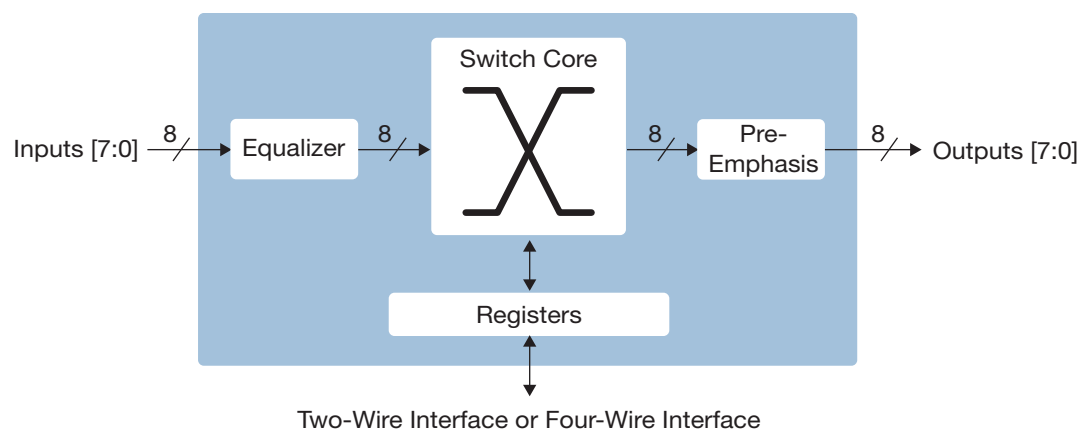 Switch Core
Inputs [7:0]
8
Equalizer
8
8
Pre-
Emphasis
8
Outputs [7:0]
Registers
Two-Wire Interface or Four-Wire Interface